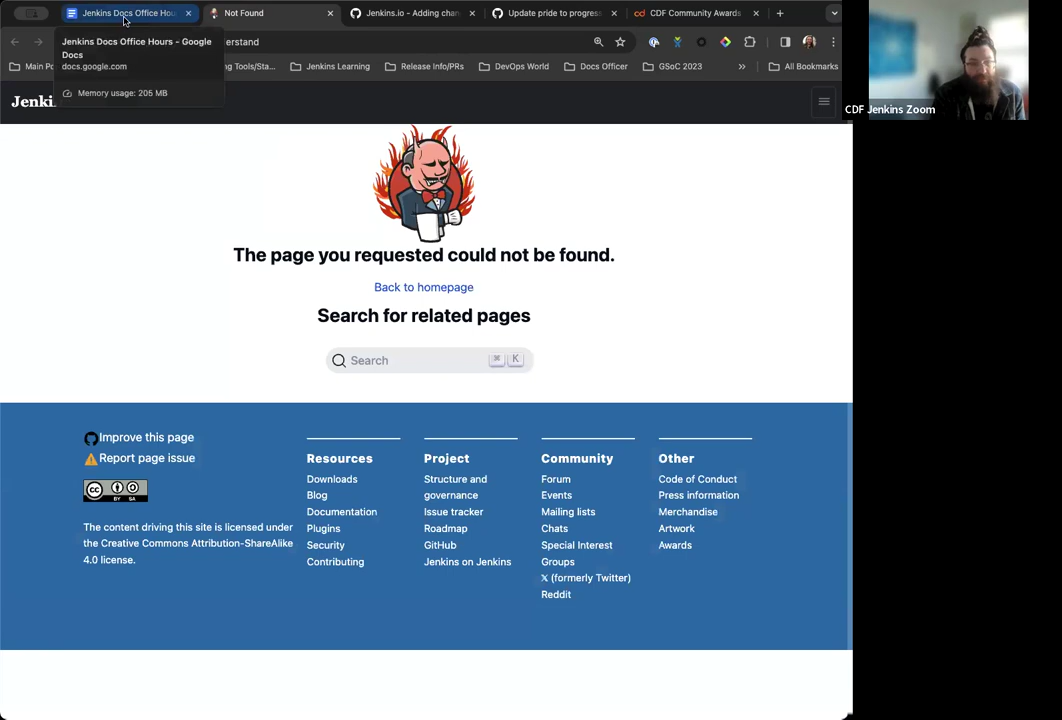 Jenkins Docs Office Hou
Not Found
Jenkins.io - Adding chan
Update pride to progress
CDF Community Awards
Jenkins Docs Office Hours - Google
Docs
docs.google.com
Memory usage: 205 MB
erstand
Main Po
ng Tools/Sta...
Jenkins Learning
Release Info/PRs
DevOps World
Docs Officer
GSoC 2023
All Bookmarks
Jenki
CDF Jenkins Zoom
The page you requested could not be found.
Back to homepage
Search for related pages
Search
⌘ K
Improve this page
Report page issue
CC BY SA
The content driving this site is licensed under
the Creative Commons Attribution-ShareAlike
4.0 license.
Resources
Downloads
Blog
Documentation
Plugins
Security
Contributing
Project
Structure and
governance
Issue tracker
Roadmap
GitHub
Jenkins on Jenkins
Community
Forum
Events
Mailing lists
Chats
Special Interest
Groups
X (formerly Twitter)
Reddit
Other
Code of Conduct
Press information
Merchandise
Artwork
Awards